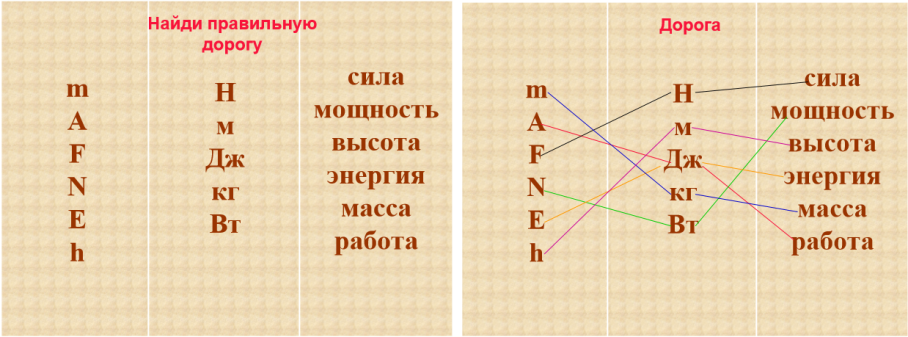 Найди правильную
дорогу
m
A
F
N
E
h
Н
м
Дж
кг
Вт
сила
мощность
высота
энергия
масса
работа
Дорога
m
A
F
N
E
h
Н
м
Дж
кг
Вт
сила
мощность
высота
энергия
масса
работа